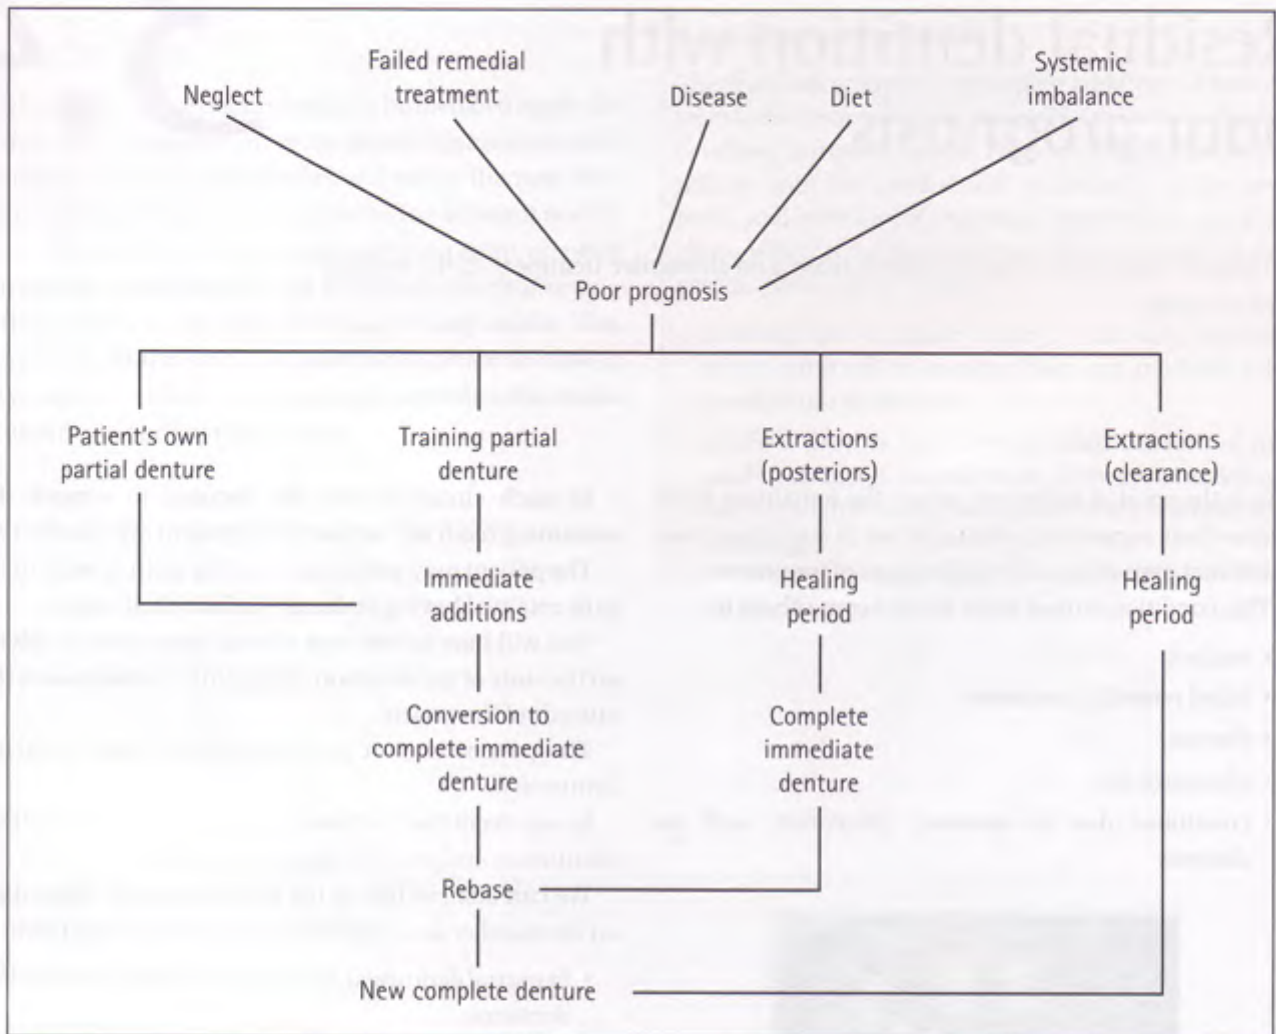 Neglect
Failed remedial
treatment
Disease
Diet
Systemic
imbalance
Poor prognosis
Patient's own
partial denture
Training partial
denture
Extractions
(posteriors)
Extractions
(clearance)
Immediate
additions
Healing
period
Healing
period
Conversion to
complete immediate
denture
Complete
immediate
denture
Rebase
New complete denture